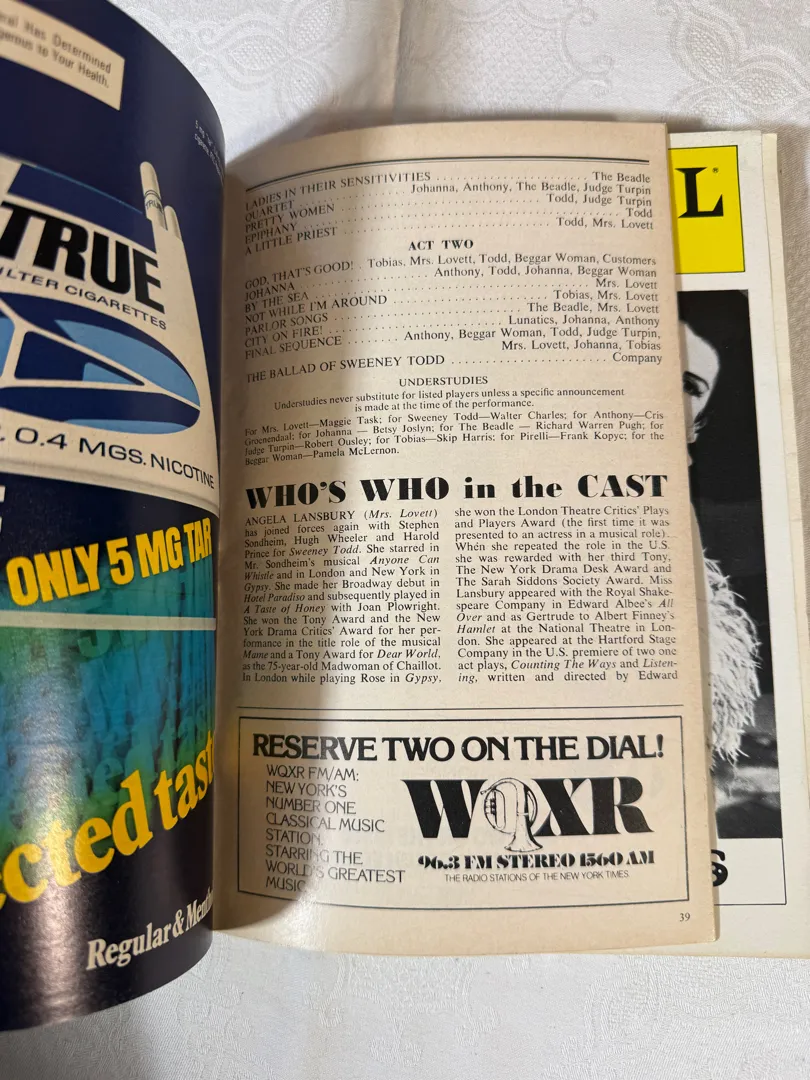 al Has Determined
gerous to Your Health.
TRUE
ILTER CIGARETTES
0.4 MGS. NICOTINE
ONLY 5 MG TAR
cted tast
Regular & Menth
LADIES IN THEIR SENSITIVITIES . . . . . . . . . . The Beadle
QUARTET . . . . . . . . . . Johanna, Anthony, The Beadle, Judge Turpin
PRETTY WOMEN . . . . . . . . . . Todd, Judge Turpin
EPIPHANY . . . . . . . . . . Todd
A LITTLE PRIEST . . . . . . . . . . Todd, Mrs. Lovett
ACT TWO
GOD, THAT'S GOOD! . . Tobias, Mrs. Lovett, Todd, Beggar Woman, Customers
JOHANNA . . . . . . . . . . Anthony, Todd, Johanna, Beggar Woman
BY THE SEA . . . . . . . . . . Mrs. Lovett
NOT WHILE I'M AROUND . . . . . . . . . . Tobias, Mrs. Lovett
PARLOR SONGS . . . . . . . . . . The Beadle, Mrs. Lovett
CITY ON FIRE! . . . . . . . . . . Lunatics, Johanna, Anthony
FINAL SEQUENCE . . . . . . . . . . Anthony, Beggar Woman, Todd, Judge Turpin,
Mrs. Lovett, Johanna, Tobias
THE BALLAD OF SWEENEY TODD . . . . . . . . . . Company
UNDERSTUDIES
Understudies never substitute for listed players unless a specific announcement
is made at the time of the performance.
For Mrs. Lovett—Maggie Task; for Sweeney Todd—Walter Charles; for Anthony—Cris
Groenendaal; for Johanna — Betsy Joslyn; for The Beadle — Richard Warren Pugh; for
Judge Turpin—Robert Ousley; for Tobias—Skip Harris; for Pirelli—Frank Kopyc; for the
Beggar Woman—Pamela McLernon.
WHO'S WHO in the CAST
ANGELA LANSBURY (Mrs. Lovett)
has joined forces again with Stephen
Sondheim, Hugh Wheeler and Harold
Prince for Sweeney Todd. She starred in
Mr. Sondheim's musical Anyone Can
Whistle and in London and New York in
Gypsy. She made her Broadway debut in
Hotel Paradiso and subsequently played in
A Taste of Honey with Joan Plowright.
She won the Tony Award and the New
York Drama Critics' Award for her per-
formance in the title role of the musical
Mame and a Tony Award for Dear World,
as the 75-year-old Madwoman of Chaillot.
In London while playing Rose in Gypsy,
she won the London Theatre Critics' Plays
and Players Award (the first time it was
presented to an actress in a musical role).
When she repeated the role in the U.S.
she was rewarded with her third Tony,
The New York Drama Desk Award and
The Sarah Siddons Society Award. Miss
Lansbury appeared with the Royal Shake-
speare Company in Edward Albee's All
Over and as Gertrude to Albert Finney's
Hamlet at the National Theatre in Lon-
don. She appeared at the Hartford Stage
Company in the U.S. premiere of two one
act plays, Counting The Ways and Listen-
ing, written and directed by Edward
RESERVE TWO ON THE DIAL!
WQXR FM/AM:
NEW YORK'S
NUMBER ONE
CLASSICAL MUSIC
STATION.
STARRING THE
WORLD'S GREATEST
MUSIC
WQXR
96.3 FM STEREO 1560 AM
THE RADIO STATIONS OF THE NEW YORK TIMES
39
L®
S